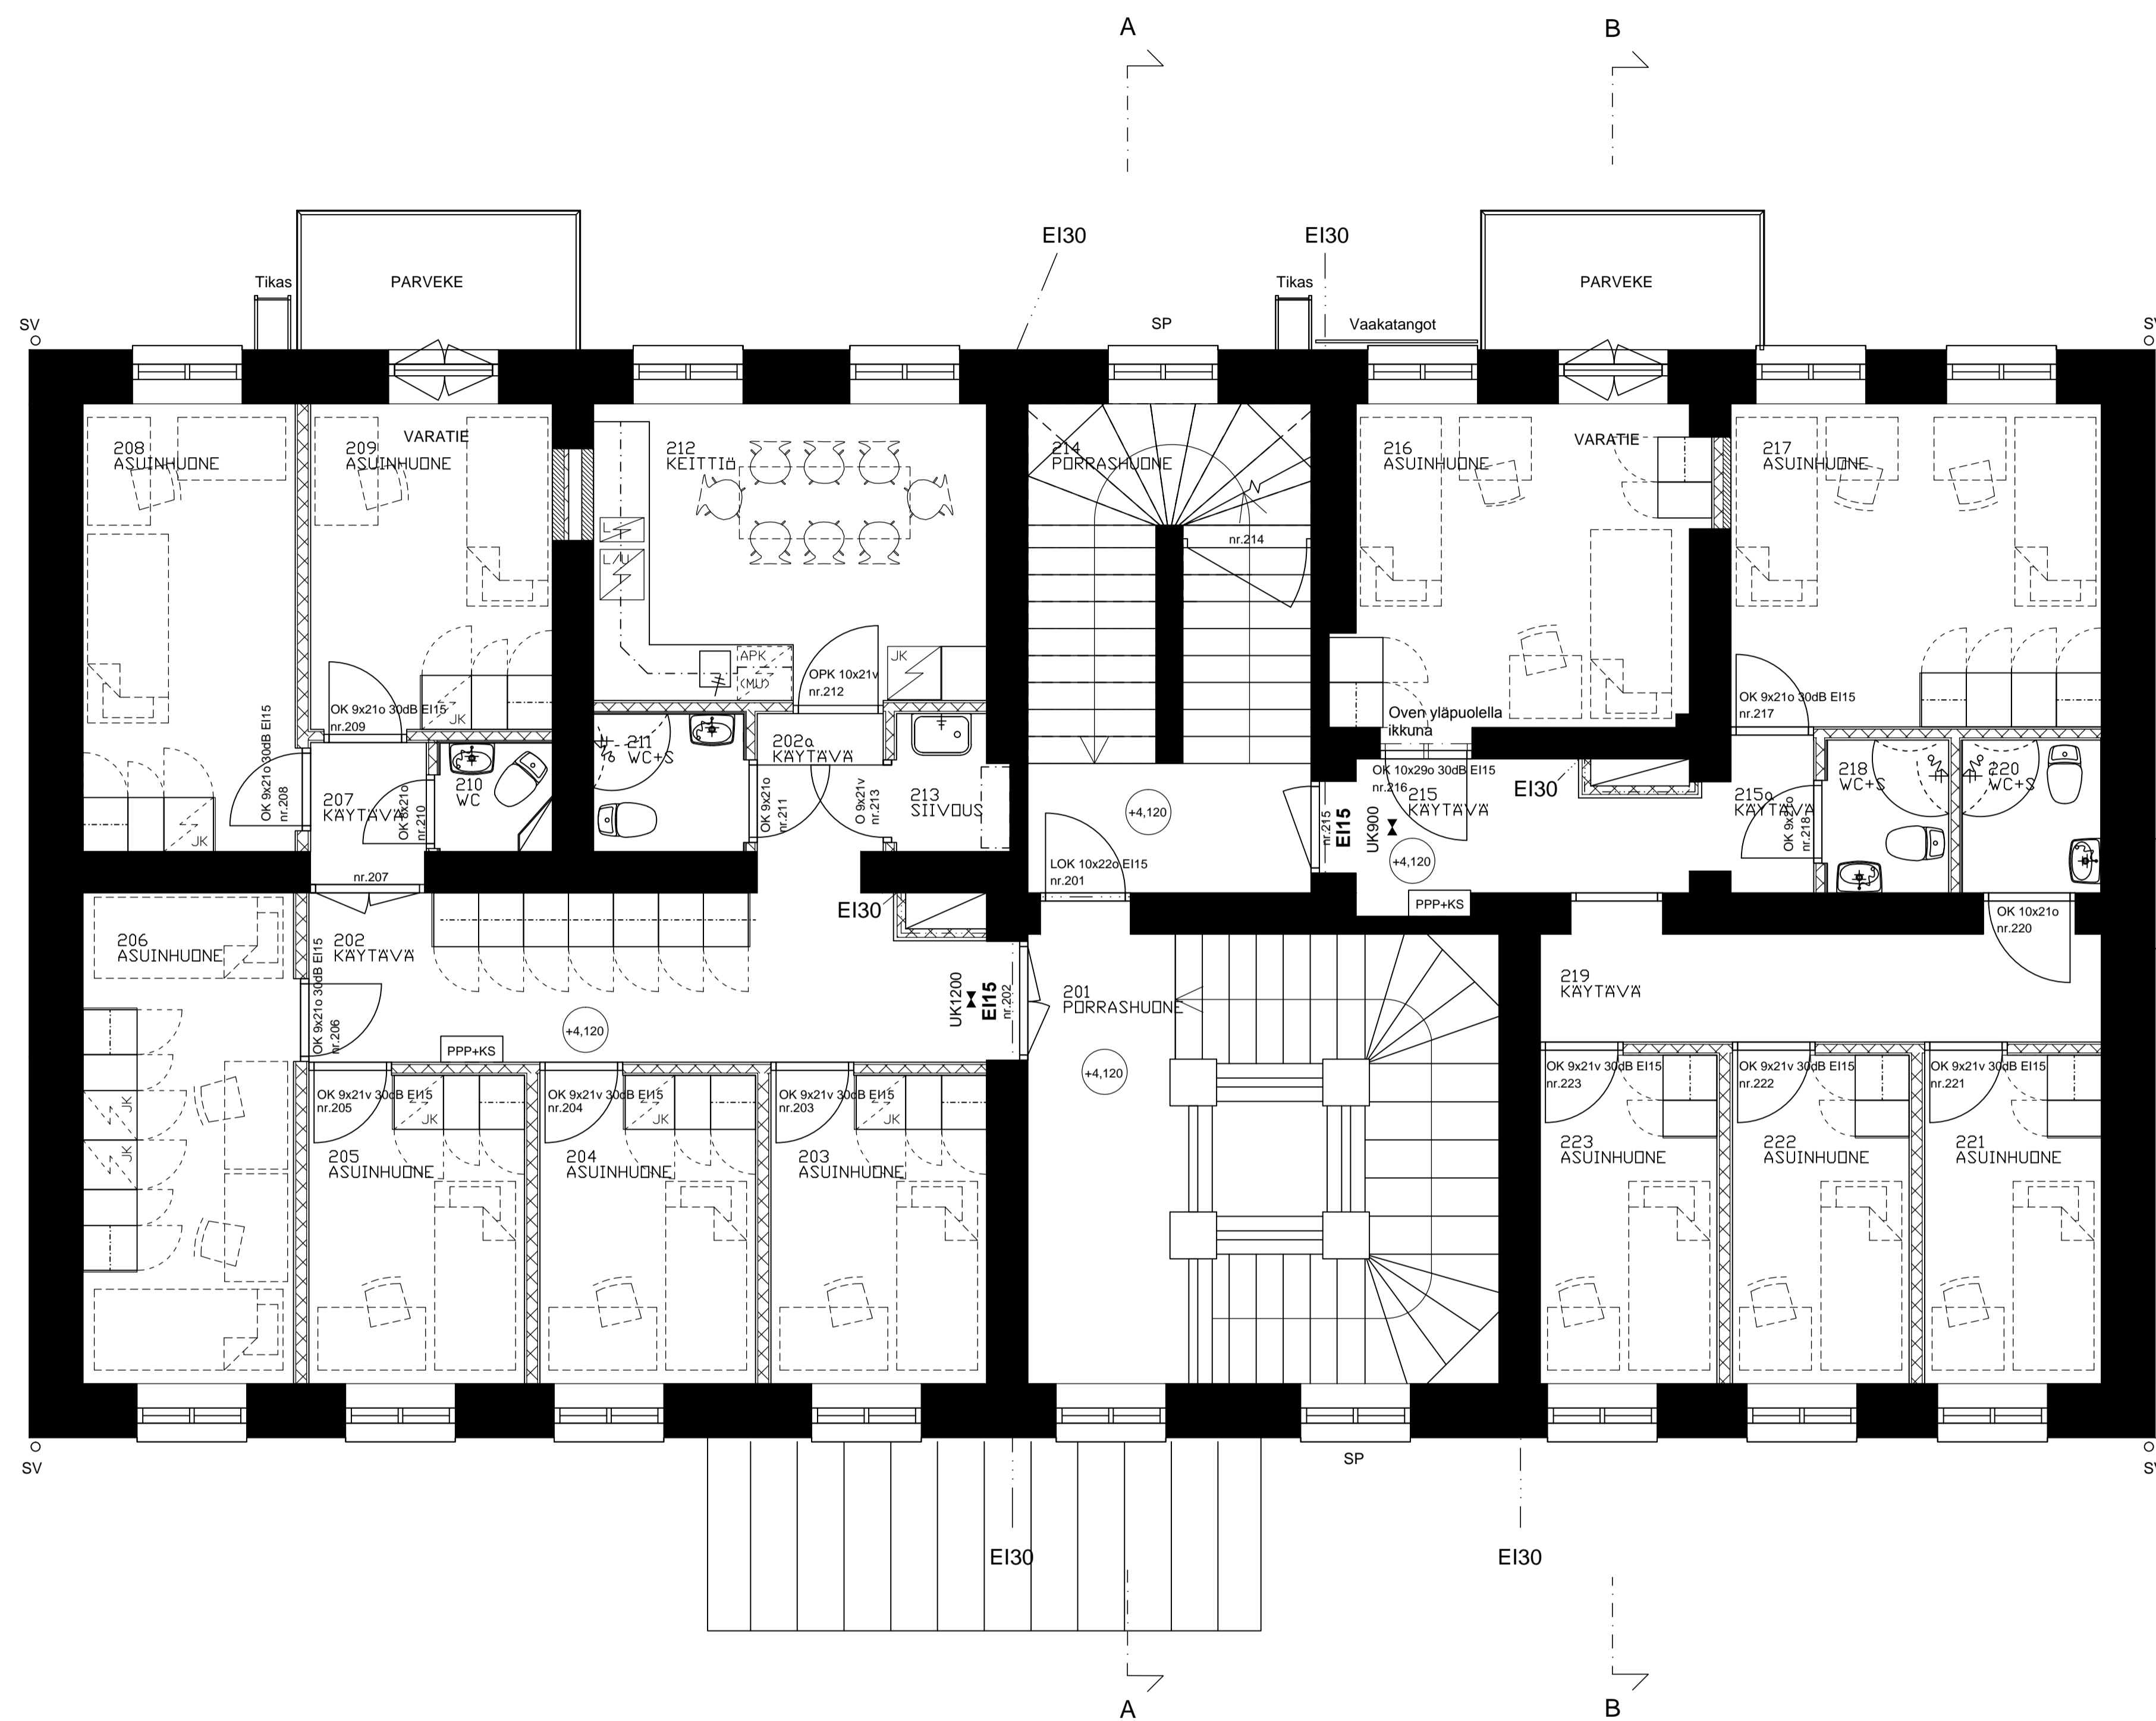 A
B
EI30
EI30
Tikas
PARVEKE
Tikas
PARVEKE
SV
SP
Vaakatangot
SV
208
ASUINHUONE
VARATIE
209
ASUINHUONE
212
KEITTIÖ
214
PORRASHUONE
216
ASUINHUONE
VARATIE
217
ASUINHUONE
L
L/U
nr.214
APK
(MU)
OPK 10x21v
nr.212
JK
OK 9x21o 30dB EI15
nr.209
JK
OK 9x21o 30dB EI15
nr.208
JK
207
KÄYTÄVÄ
OK 8x21o
nr.210
210
WC
211
WC+S
OK 9x21o
nr.211
202a
KÄYTÄVÄ
O 9x21v
nr.213
213
SIIVOUS
+4,120
LOK 10x22o EI15
nr.201
Oven yläpuolella
ikkuna
OK 10x29o 30dB EI15
nr.216
215
KÄYTÄVÄ
nr.215
EI15
UK900
+4,120
EI30
OK 9x21o 30dB EI15
nr.217
215a
KÄYTÄVÄ
OK 9x21o
nr.218
218
WC+S
220
WC+S
nr.207
PPP+KS
OK 10x21o
nr.220
206
ASUINHUONE
202
KÄYTÄVÄ
OK 9x21o 30dB EI15
nr.206
EI30
UK1200
EI15
nr.202
201
PORRASHUONE
219
KÄYTÄVÄ
+4,120
PPP+KS
+4,120
JK
JK
OK 9x21v 30dB EI15
nr.205
JK
OK 9x21v 30dB EI15
nr.204
JK
OK 9x21v 30dB EI15
nr.203
JK
OK 9x21v 30dB EI15
nr.223
OK 9x21v 30dB EI15
nr.222
OK 9x21v 30dB EI15
nr.221
205
ASUINHUONE
204
ASUINHUONE
203
ASUINHUONE
223
ASUINHUONE
222
ASUINHUONE
221
ASUINHUONE
SV
SP
SV
EI30
EI30
A
B